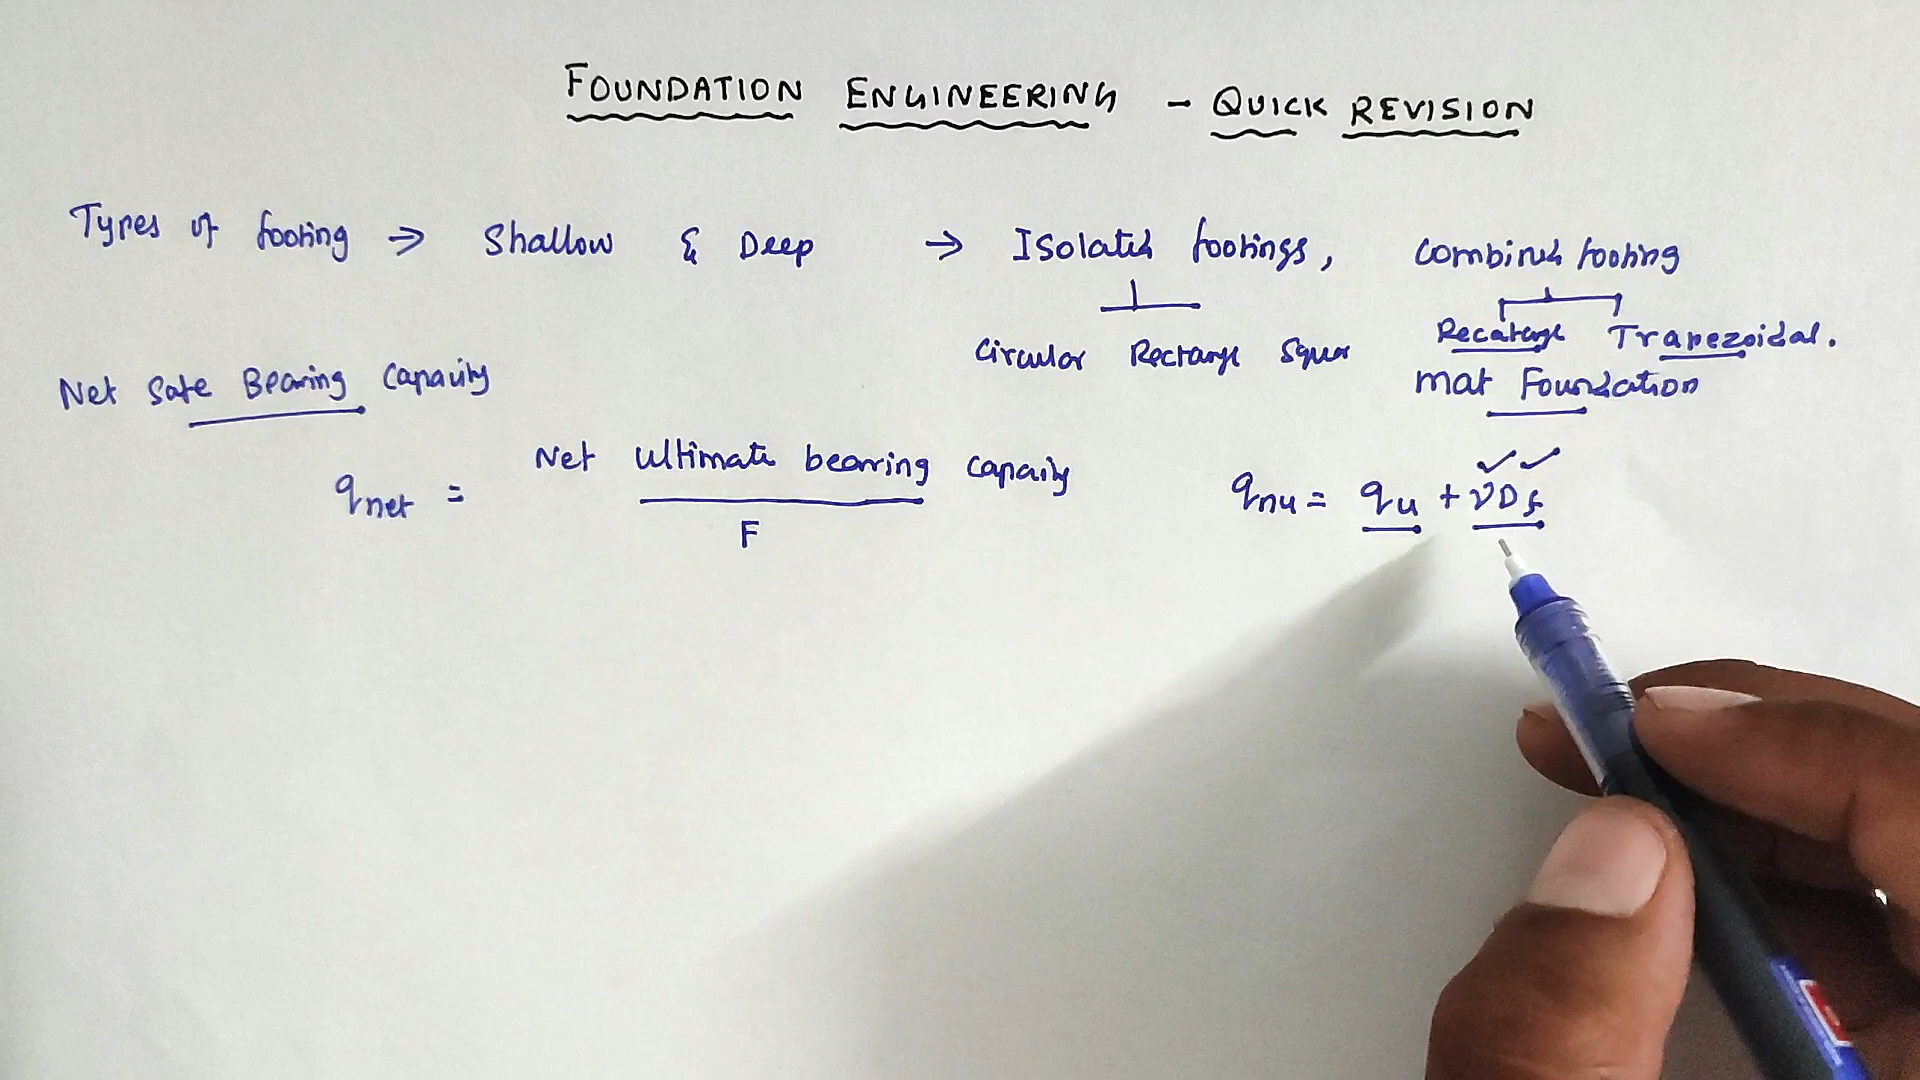 FOUNDATION ENGINEERING - QUICK REVISION
Types of footing → Shallow & Deep → Isolated footings, Combined footing
Circular Rectangle Square Recatangle Trapezoidal.
Net Safe Bearing Capacity mat Foundation
Net ultimate bearing capacity
qnet = qnu = qu + γDf
F